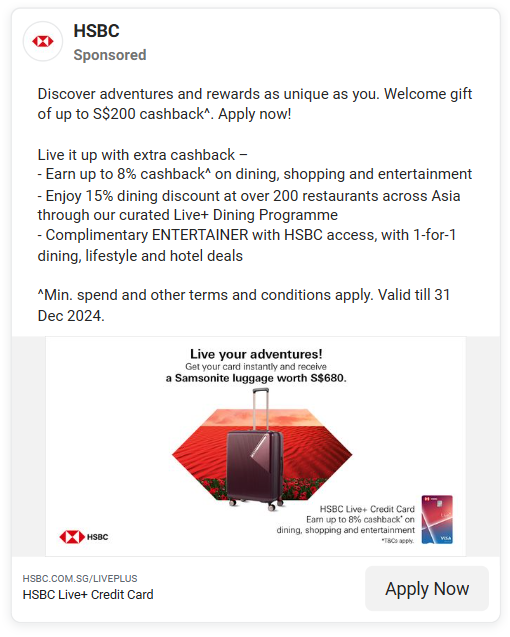 HSBC
Sponsored
Discover adventures and rewards as unique as you. Welcome gift
of up to S$200 cashback^. Apply now!
Live it up with extra cashback –
- Earn up to 8% cashback^ on dining, shopping and entertainment
- Enjoy 15% dining discount at over 200 restaurants across Asia
through our curated Live+ Dining Programme
- Complimentary ENTERTAINER with HSBC access, with 1-for-1
dining, lifestyle and hotel deals
^Min. spend and other terms and conditions apply. Valid till 31
Dec 2024.
Live your adventures!
Get your card instantly and receive
a Samsonite luggage worth S$680.
HSBC Live+ Credit Card
Earn up to 8% cashback* on
dining, shopping and entertainment
*T&Cs apply.
HSBC
VISA
HSBC.COM.SG/LIVEPLUS
HSBC Live+ Credit Card
Apply Now